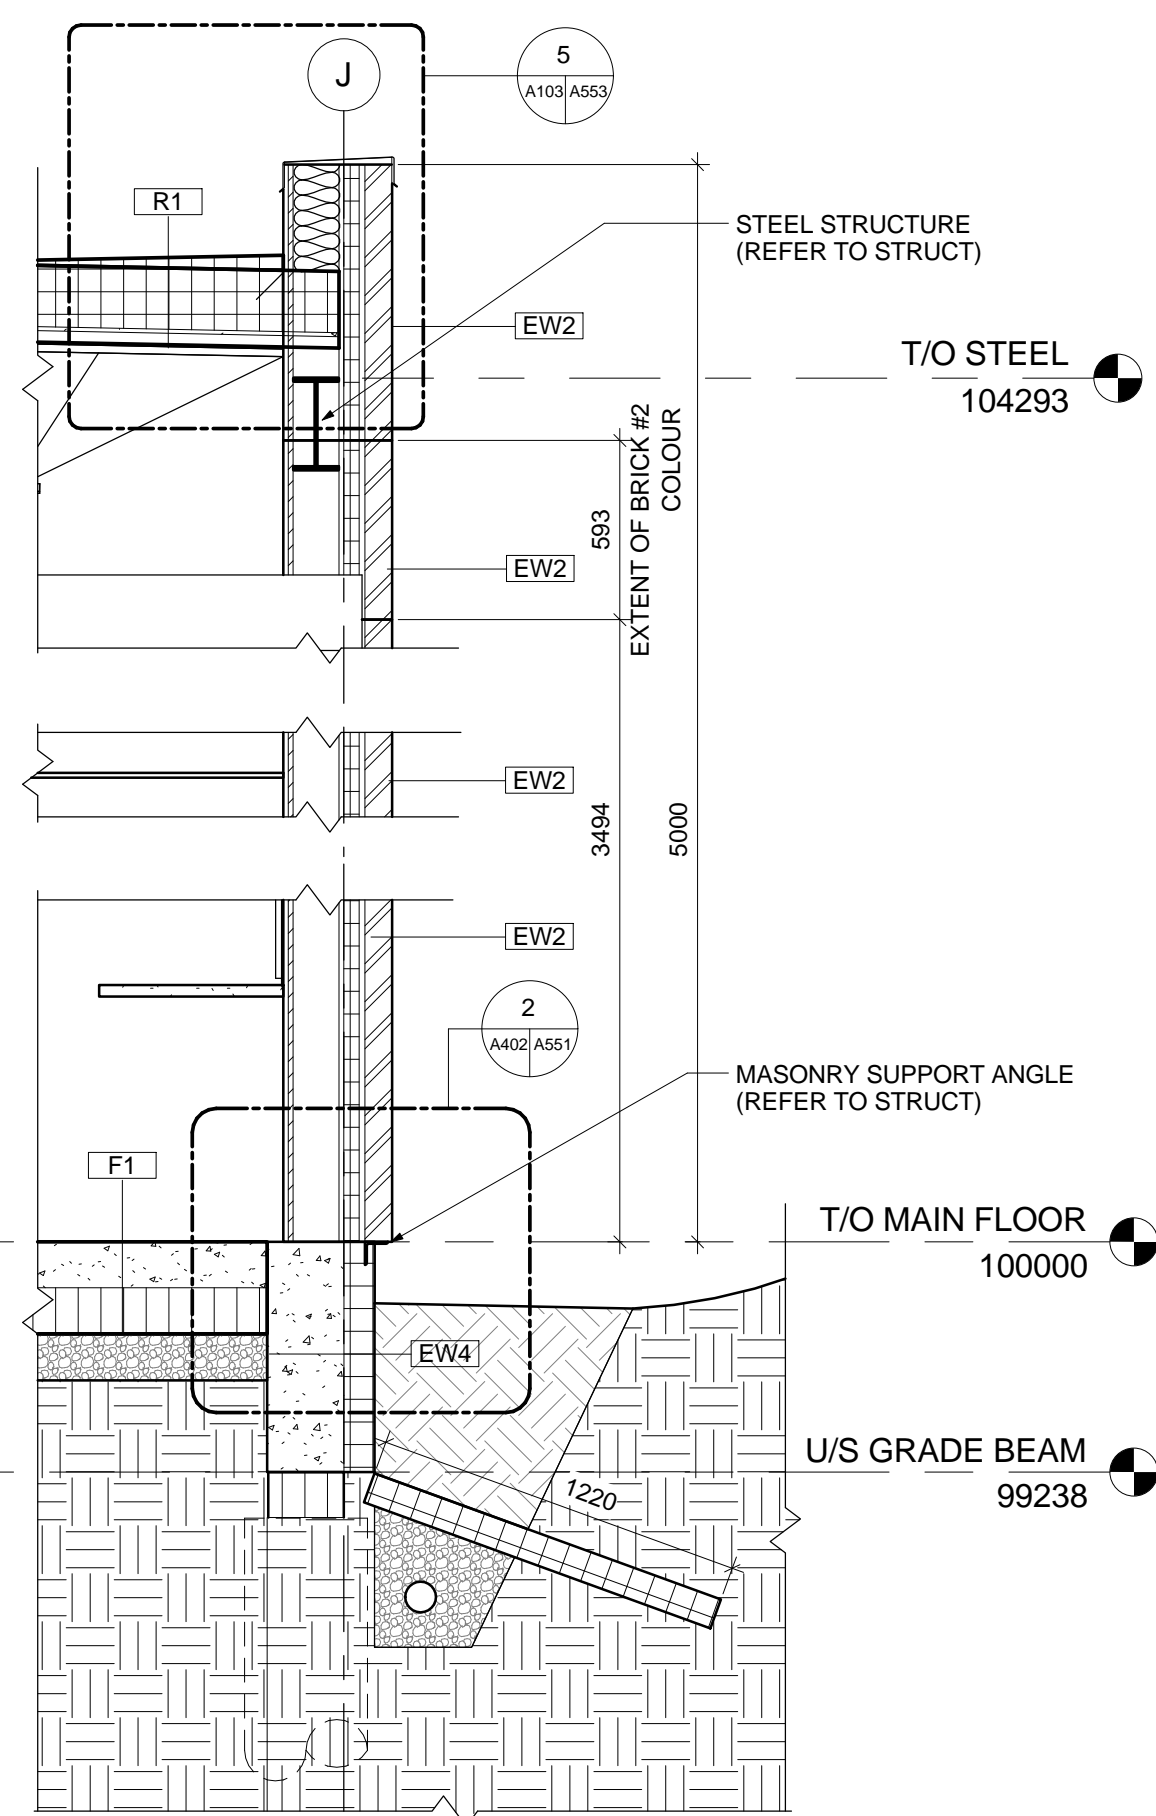 5
A103 A553
J
R1
STEEL STRUCTURE
(REFER TO STRUCT)
EW2
T/O STEEL
104293
EXTENT OF BRICK #2
COLOUR
593
EW2
EW2
3494
5000
EW2
2
A402 A551
MASONRY SUPPORT ANGLE
(REFER TO STRUCT)
F1
T/O MAIN FLOOR
100000
EW4
U/S GRADE BEAM
99238
1220